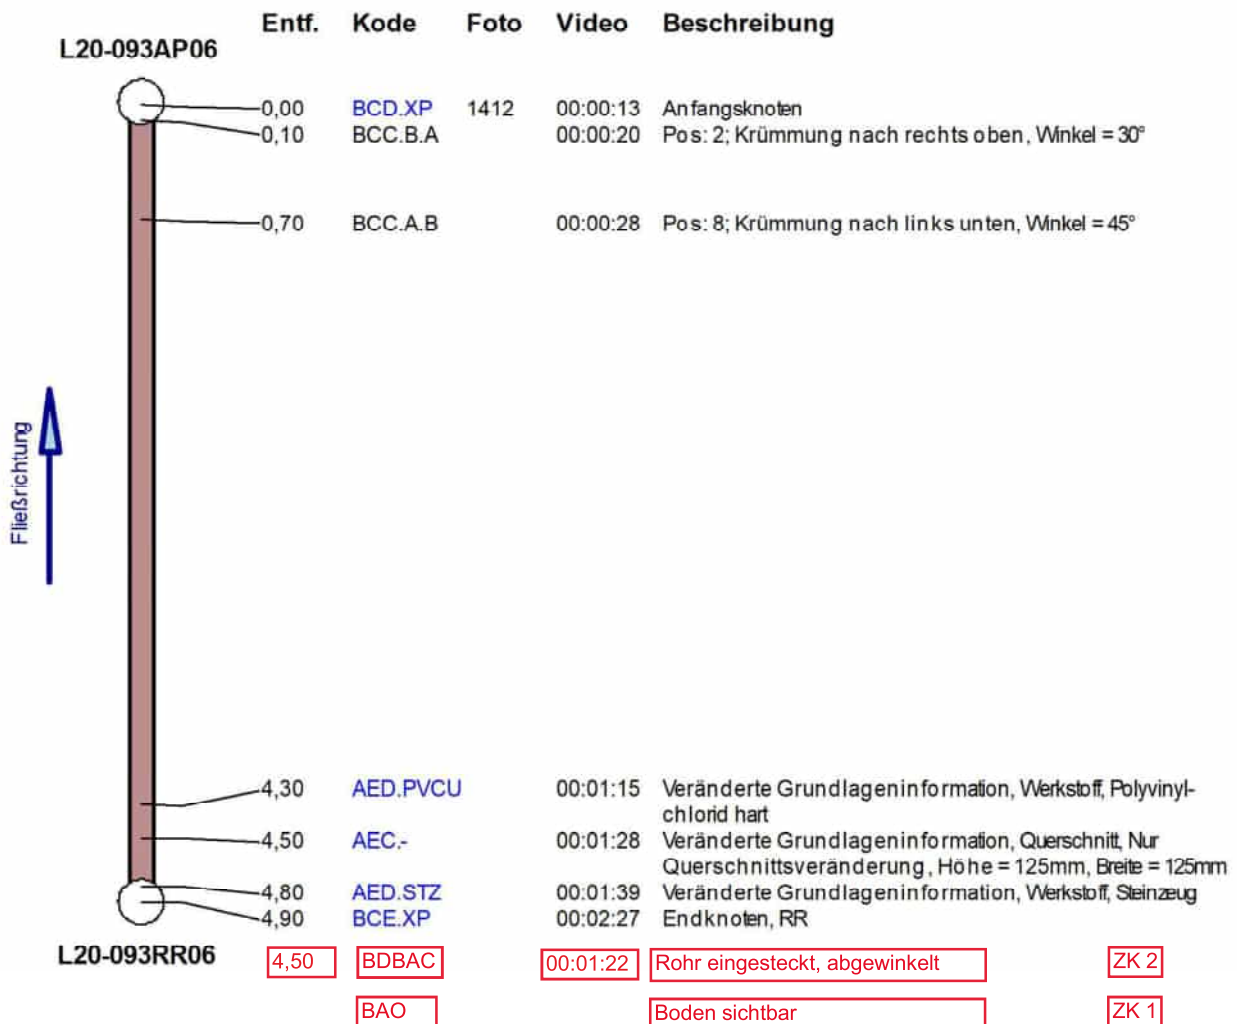 Entf. Kode Foto Video Beschreibung
L20-093AP06
0,00 BCD.XP 1412 00:00:13 Anfangsknoten
0,10 BCC.B.A 00:00:20 Pos: 2; Krümmung nach rechts oben, Winkel = 30°
0,70 BCC.A.B 00:00:28 Pos: 8; Krümmung nach links unten, Winkel = 45°
Fließrichtung
4,30 AED.PVCU 00:01:15 Veränderte Grundlageninformation, Werkstoff, Polyvinyl-
chlorid hart
4,50 AEC.- 00:01:28 Veränderte Grundlageninformation, Querschnitt, Nur
Querschnittsveränderung, Höhe = 125mm, Breite = 125mm
4,80 AED.STZ 00:01:39 Veränderte Grundlageninformation, Werkstoff, Steinzeug
4,90 BCE.XP 00:02:27 Endknoten, RR
L20-093RR06
4,50 BDBAC 00:01:22 Rohr eingesteckt, abgewinkelt ZK 2
BAO Boden sichtbar ZK 1